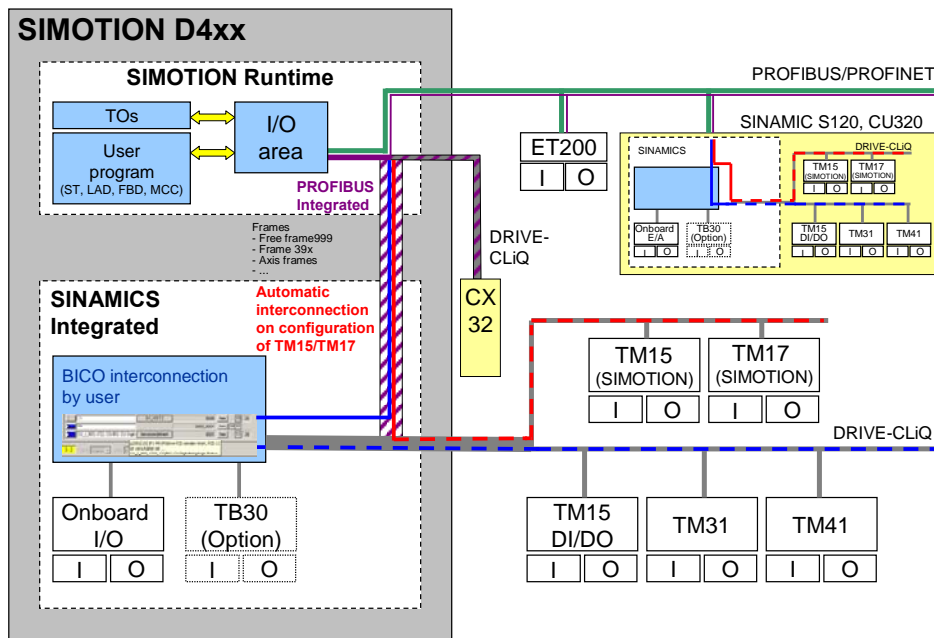 SIMOTION D4xx
SIMOTION Runtime
TOs
User
program
(ST, LAD, FBD, MCC)
I/O
area
PROFIBUS
Integrated
Frames
- Free frame999
- Frame 39x
- Axis frames
- ...
PROFIBUS/PROFINET
ET200
I O
SINAMIC S120, CU320
SINAMICS
DRIVE-CLiQ
TM15
(SIMOTION)
I O
TM17
(SIMOTION)
I O
Onboard
E/A
I O
TB30
(Option)
I O
TM15
DI/DO
I O
TM31
I O
TM41
I O
DRIVE-
CLiQ
CX
32
SINAMICS
Integrated
Automatic
interconnection
on configuration
of TM15/TM17
BICO interconnection
by user
Onboard
I/O
I O
TB30
(Option)
I O
TM15
(SIMOTION)
I O
TM17
(SIMOTION)
I O
DRIVE-CLiQ
TM15
DI/DO
I O
TM31
I O
TM41
I O